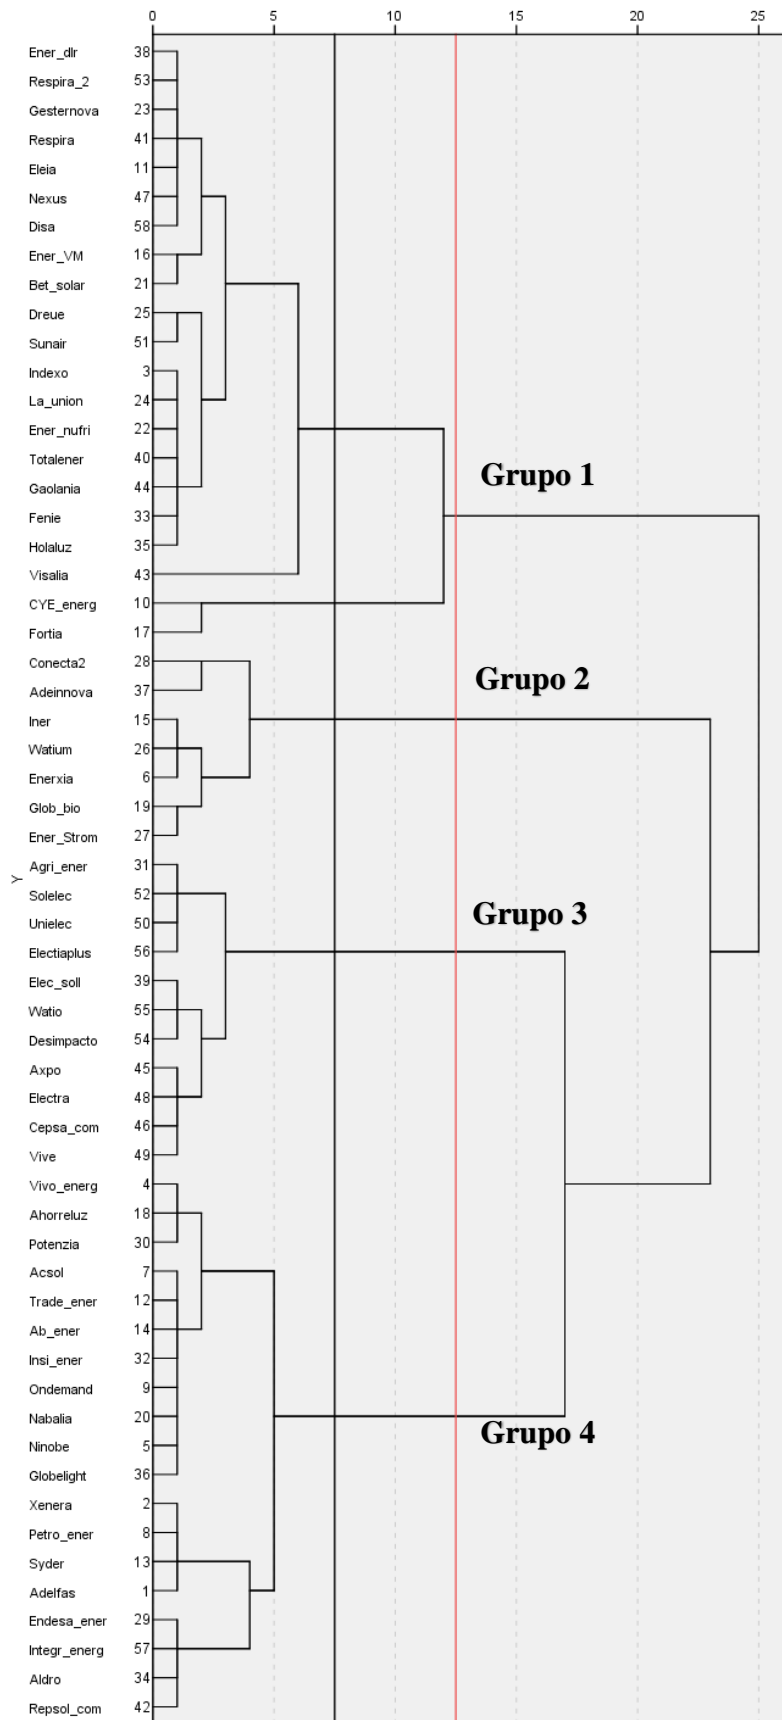 0 5 10 15 20 25
Ener_dlr 38
Respira_2 53
Gesternova 23
Respira 41
Eleia 11
Nexus 47
Disa 58
Ener_VM 16
Bet_solar 21
Dreue 25
Sunair 51
Indexo 3
La_union 24
Ener_nufri 22
Totalener 40
Grupo 1
Gaolania 44
Fenie 33
Holaluz 35
Visalia 43
CYE_energ 10
Fortia 17
Conecta2 28
Grupo 2
Adeinnova 37
Iner 15
Watium 26
Enerxia 6
Glob_bio 19
Ener_Strom 27
Agri_ener 31
Y
Solelec 52
Grupo 3
Unielec 50
Electiaplus 56
Elec_soll 39
Watio 55
Desimpacto 54
Axpo 45
Electra 48
Cepsa_com 46
Vive 49
Vivo_energ 4
Ahorreluz 18
Potenzia 30
Acsol 7
Trade_ener 12
Ab_ener 14
Insi_ener 32
Ondemand 9
Nabalia 20
Grupo 4
Ninobe 5
Globelight 36
Xenera 2
Petro_ener 8
Syder 13
Adelfas 1
Endesa_ener 29
Integr_energ 57
Aldro 34
Repsol_com 42